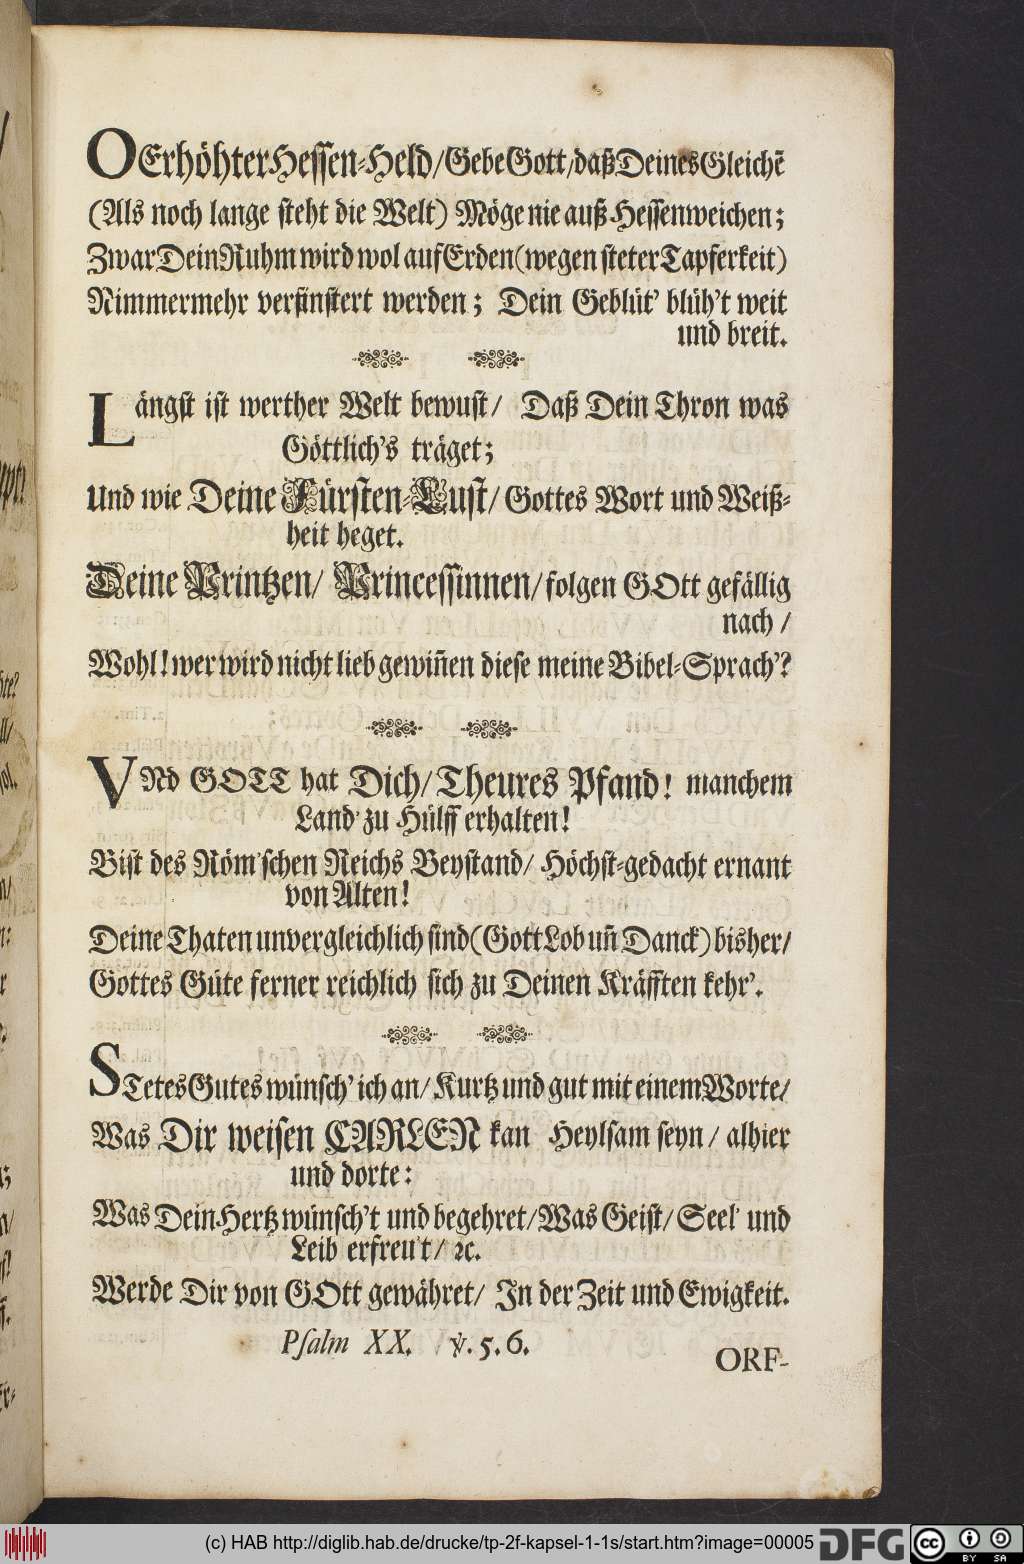 OErhöhter Hessen-Held/ Gebe Gott/ daß Deines Gleichē
(Als noch lange steht die Welt) Möge nie auß Hessen weichen;
Zwar Dein Ruhm wird wol auf Erden (wegen steter Tapferkeit)
Nimmermehr verfinstert werden; Dein Geblüt' blüh't weit
und breit.
Längst ist werther Welt bewust/ Daß Dein Thron was
Göttlich's träget;
Und wie Deine Fürsten-Lust/ Gottes Wort und Weiß-
heit heget.
Deine Printzen/ Princessinnen/ folgen GOtt gefällig
nach/
Wohl! wer wird nicht lieb gewiñen diese meine Bibel-Sprach'?
VNd GOTT hat Dich/ Theures Pfand! manchem
Land' zu Hülff erhalten!
Bist des Röm'schen Reichs Beystand/ Höchst-gedacht ernant
von Alten!
Deine Thaten unvergleichlich sind (Gott Lob uñ Danck) bisher/
Gottes Güte ferner reichlich sich zu Deinen Kräfften kehr'.
STetes Gutes wünsch' ich an/ Kurtz und gut mit einem Worte/
Was Dir weisen CARLEN kan Heylsam seyn/ alhier
und dorte:
Was Dein Hertz wünsch't und begehret/ Was Geist/ Seel' und
Leib erfreu't/ ꝛc.
Werde Dir von GOtt gewähret/ In der Zeit und Ewigkeit.
Psalm XX. ℣. 5. 6.
ORF-
(c) HAB http://diglib.hab.de/drucke/tp-2f-kapsel-1-1s/start.htm?image=00005
DFG
cc BY SA